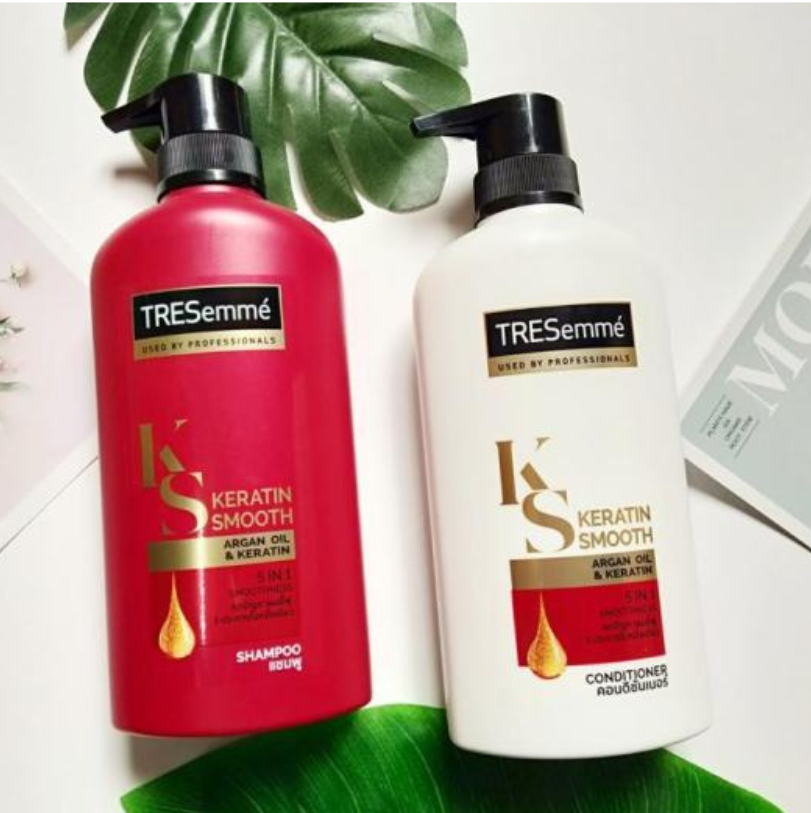 TRESemmé
USED BY PROFESSIONALS
KS
KERATIN
SMOOTH
ARGAN OIL
& KERATIN
5 IN 1
SMOOTHNESS
SHAMPOO
แชมพู
TRESemmé
USED BY PROFESSIONALS
KS
KERATIN
SMOOTH
ARGAN OIL
& KERATIN
5 IN 1
SMOOTHNESS
CONDITIONER
คอนดิชันเนอร์
MO